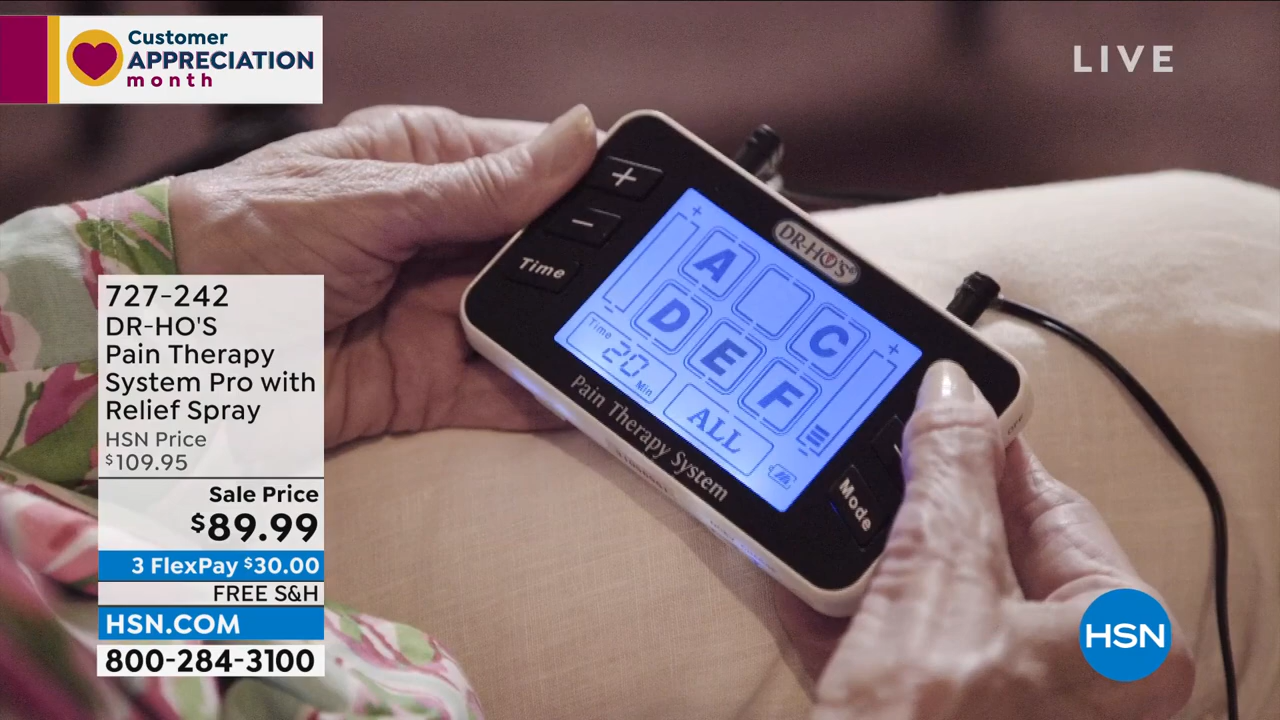 Customer
APPRECIATION
month
LIVE
727-242
DR-HO'S
Pain Therapy
System Pro with
Relief Spray
HSN Price
$109.95
Sale Price
$89.99
3 FlexPay $30.00
FREE S&H
HSN.COM
800-284-3100
+
−
Time
DR-HO'S®
+
+
A
C
D
E
F
Time
20
Min
ALL
Pain Therapy System
Mode
HSN